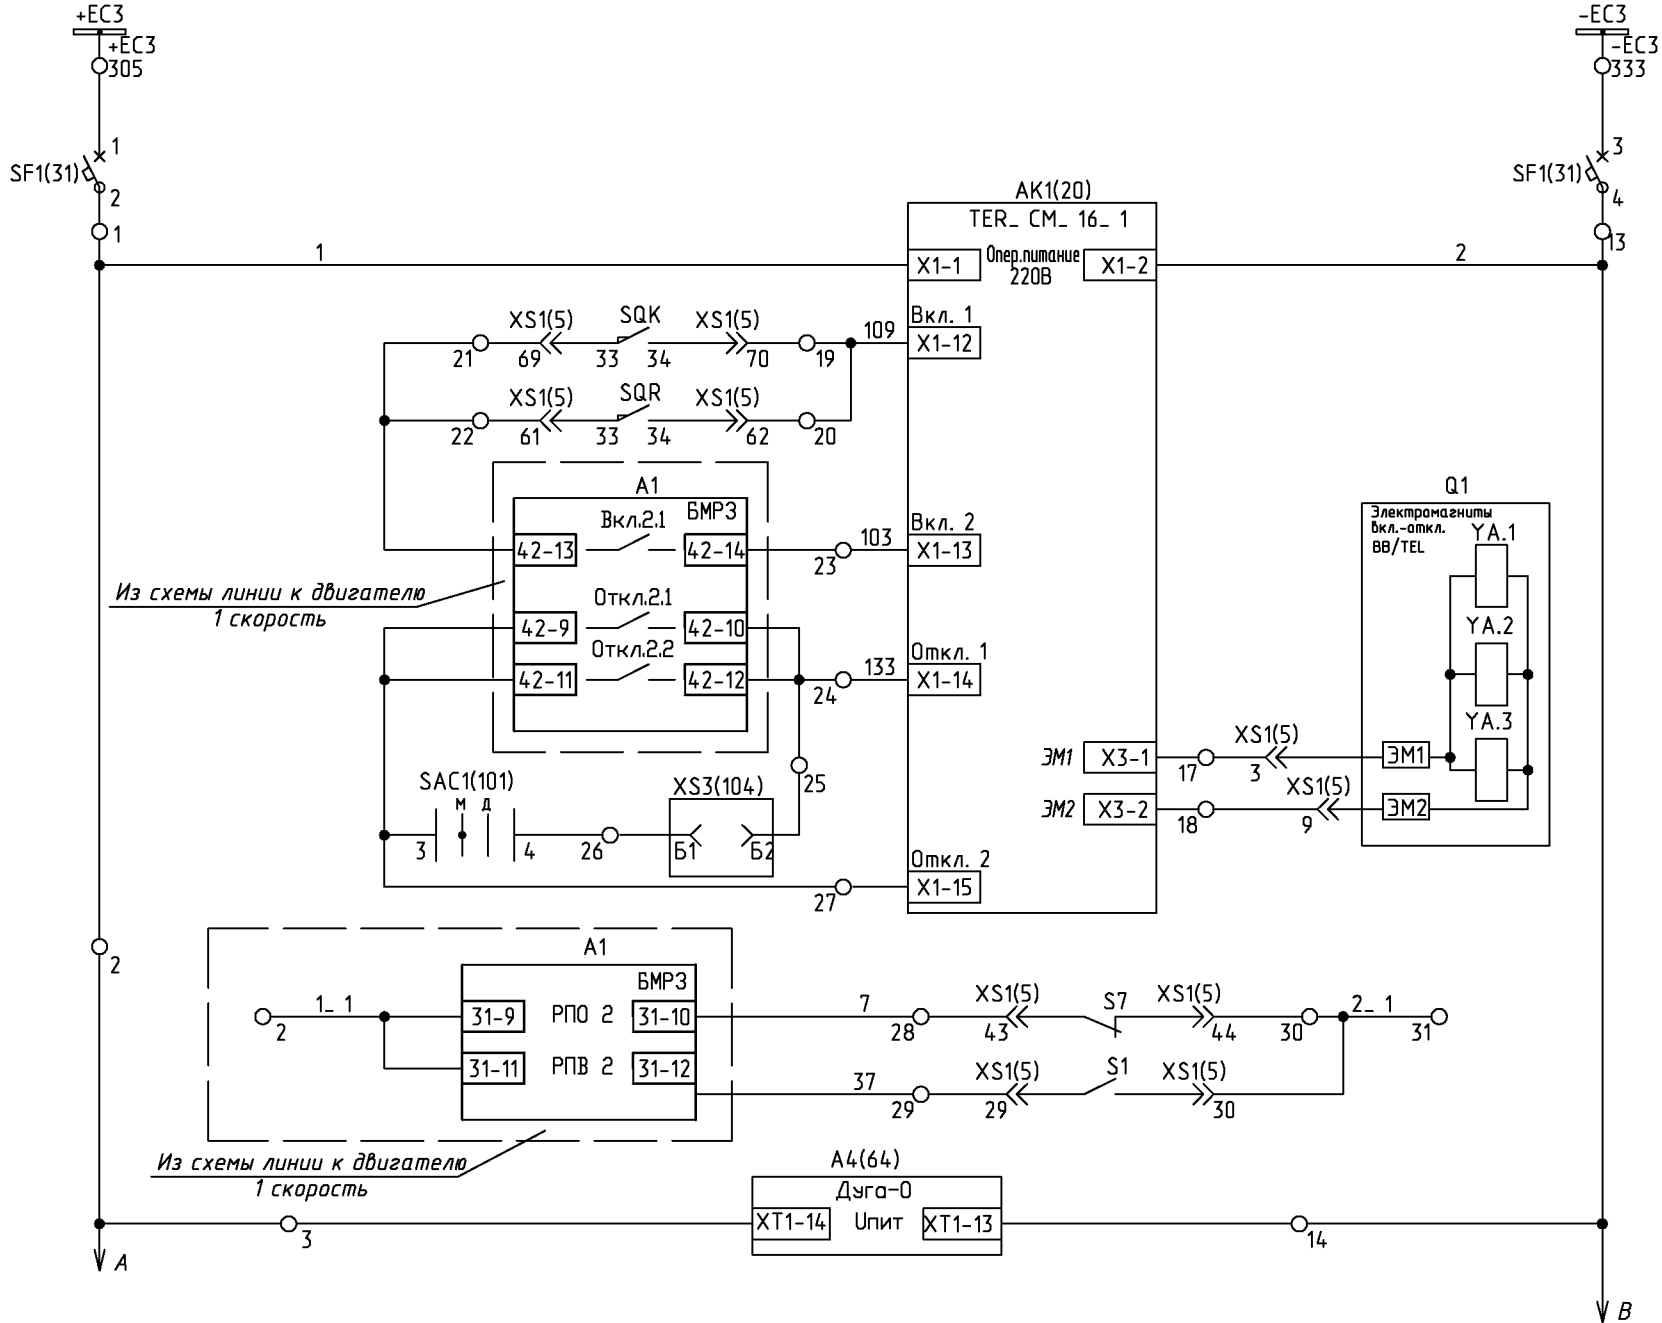 +EC3
-EC3
+EC3
-EC3
305
333
1
3
SF1(31)
SF1(31)
2
4
AK1(20)
TER_ CM_ 16_ 1
1
13
1
2
X1-1
Опер.питание
220В
X1-2
XS1(5)
SQK
XS1(5)
109
Вкл. 1
X1-12
21
69
33
34
70
19
XS1(5)
SQR
XS1(5)
22
61
33
34
62
20
A1
БМРЗ
Вкл.2.1
42-13
42-14
23
103
Вкл. 2
X1-13
Q1
Электромагниты
Вкл.-откл.
BB/TEL
YA.1
YA.2
YA.3
Из схемы линии к двигателю
1 скорость
Откл.2.1
42-9
42-10
Откл.2.2
42-11
42-12
24
133
Откл. 1
X1-14
ЭМ1
X3-1
17
XS1(5)
3
ЭМ1
ЭМ2
X3-2
18
XS1(5)
9
ЭМ2
SAC1(101)
М Д
3
4
26
XS3(104)
Б1
Б2
25
Откл. 2
X1-15
27
2
A1
БМРЗ
1_ 1
2
31-9
РПО 2
31-10
7
28
XS1(5)
43
S7
XS1(5)
44
30
2_ 1
31
31-11
РПВ 2
31-12
37
29
XS1(5)
29
S1
XS1(5)
30
Из схемы линии к двигателю
1 скорость
A4(64)
Дуга-О
XT1-14
Uпит
XT1-13
3
14
A
B